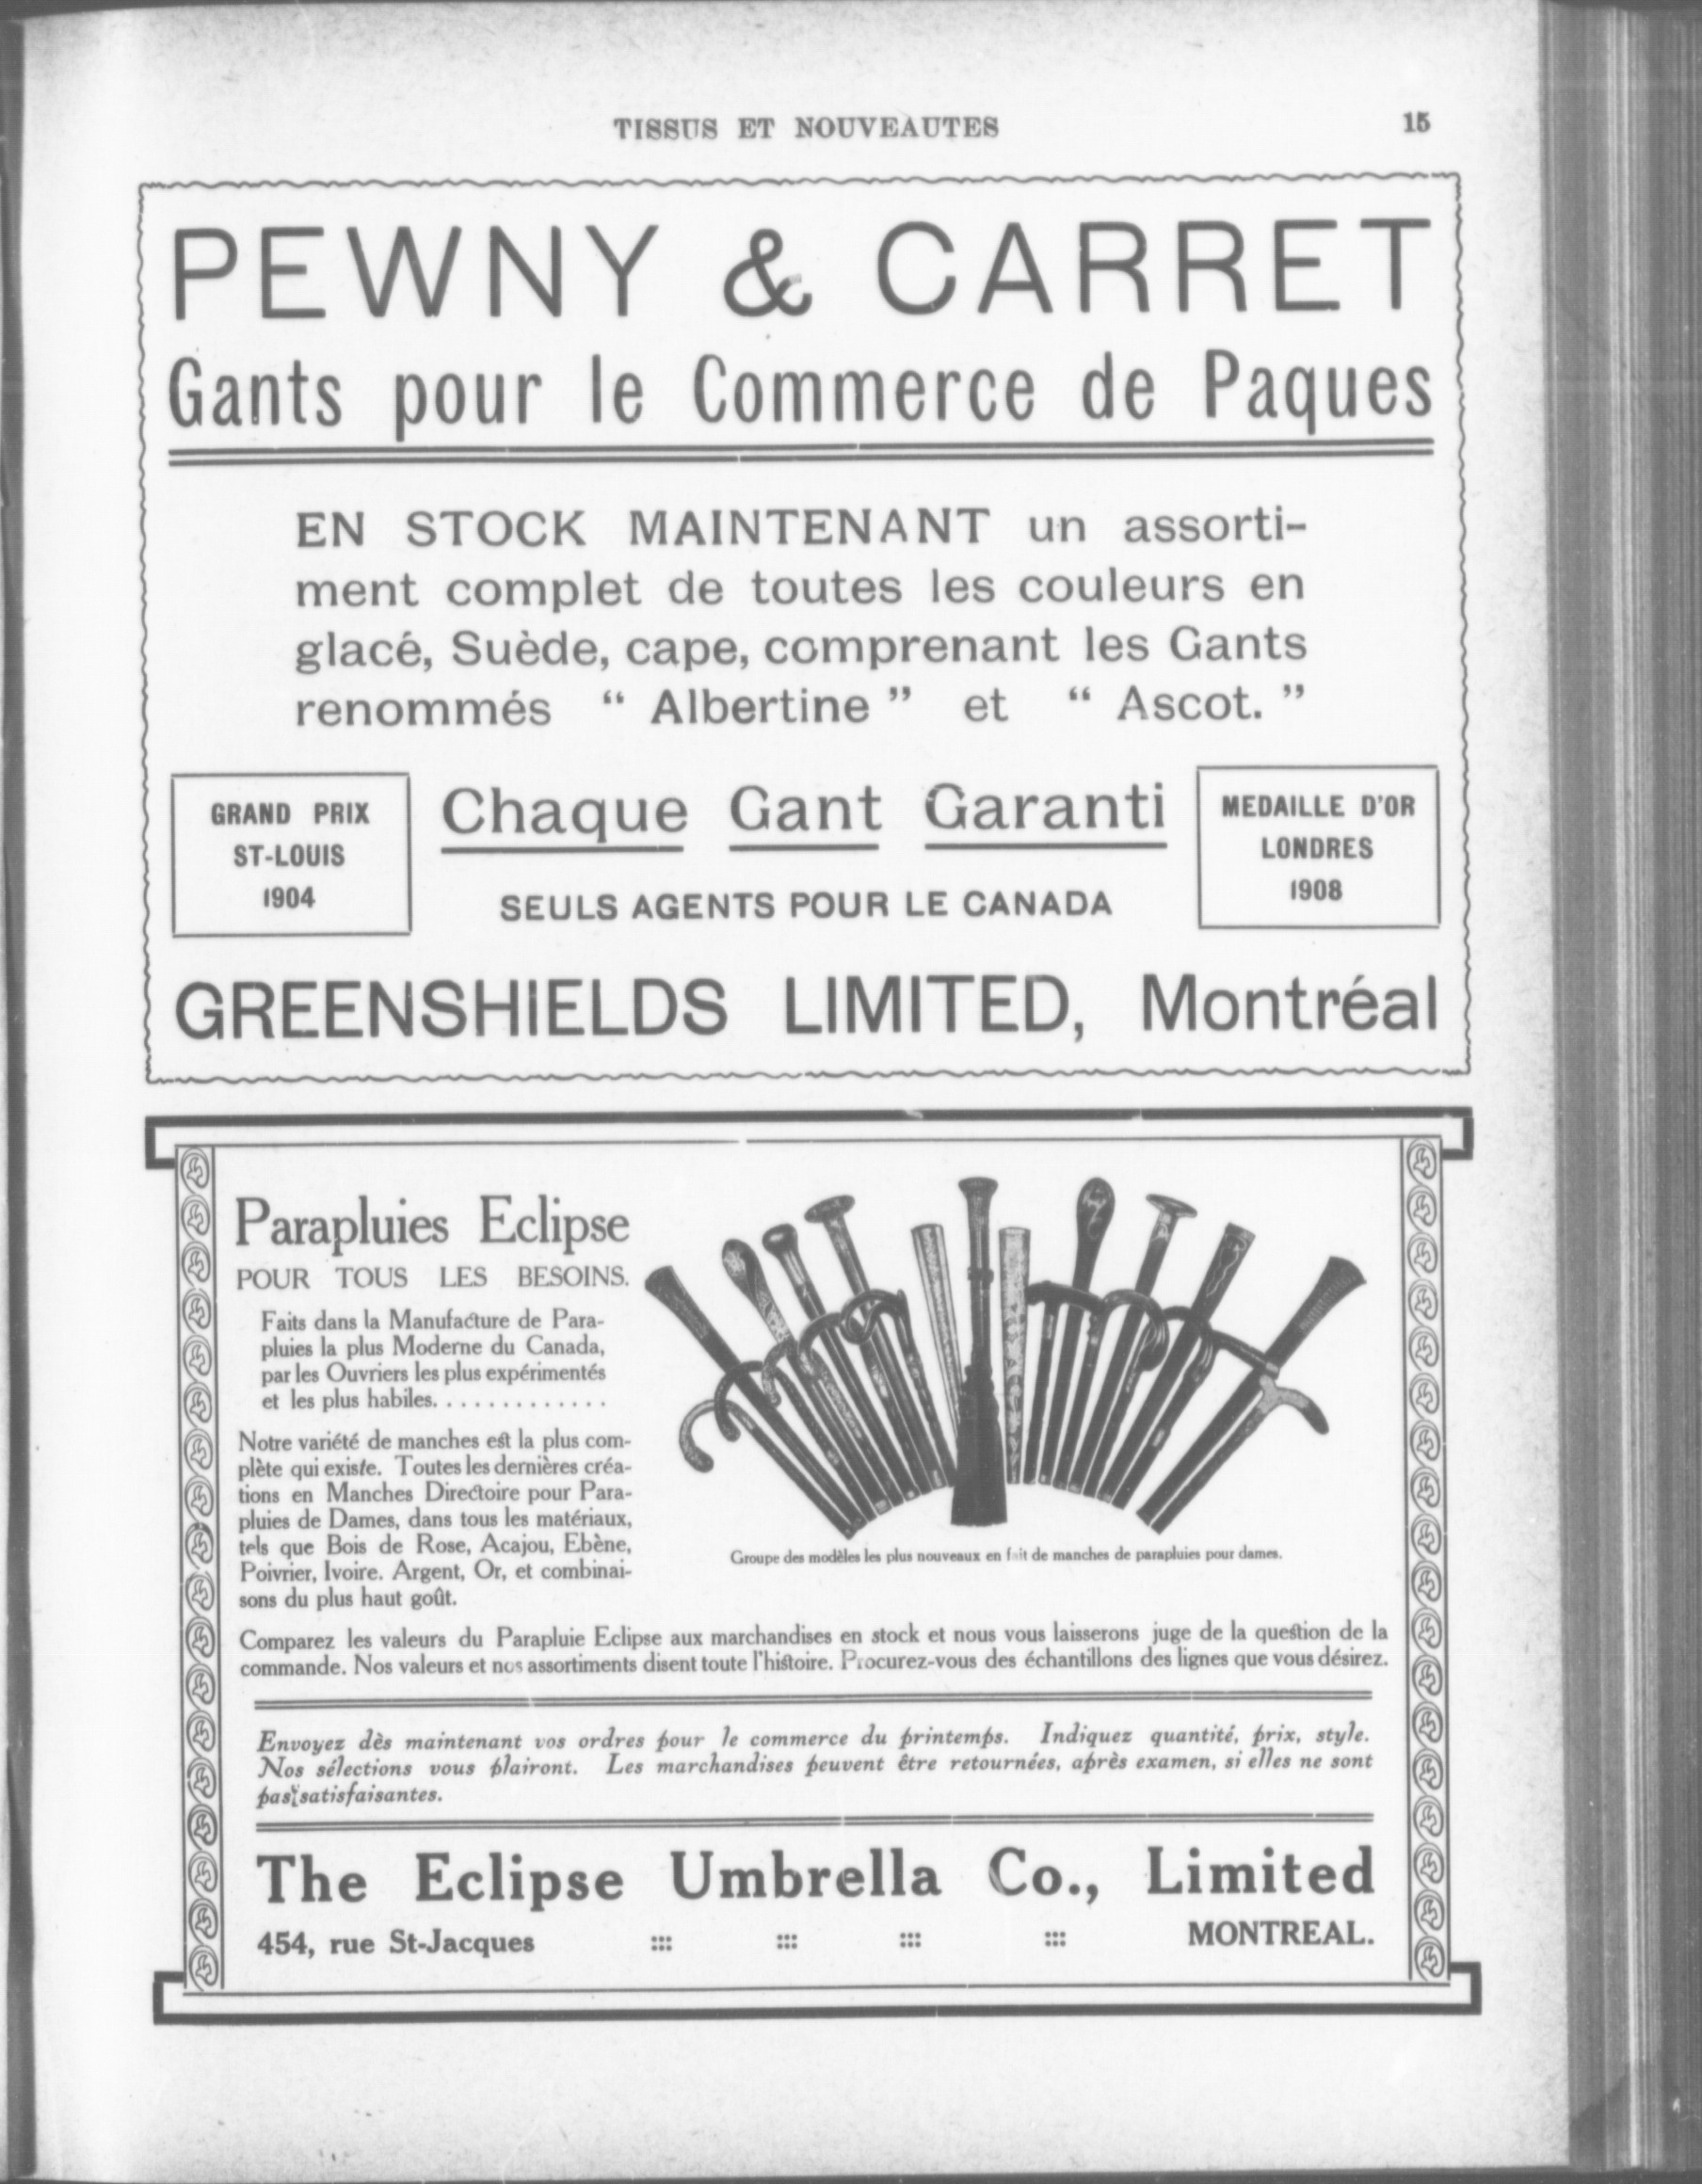 TISSUS ET NOUVEAUTES 15
PEWNY & CARRET
Gants pour le Commerce de Paques
EN STOCK MAINTENANT un assorti-
ment complet de toutes les couleurs en
glacé, Suède, cape, comprenant les Gants
renommés “ Albertine ” et “ Ascot. ”
GRAND PRIX
ST-LOUIS
1904
Chaque Gant Garanti
SEULS AGENTS POUR LE CANADA
MEDAILLE D'OR
LONDRES
1908
GREENSHIELDS LIMITED, Montréal
Parapluies Eclipse
POUR TOUS LES BESOINS.
Faits dans la Manufacture de Para-
pluies la plus Moderne du Canada,
par les Ouvriers les plus expérimentés
et les plus habiles. . . . . . . . . . . . .
Notre variété de manches est la plus com-
plète qui existe. Toutes les dernières créa-
tions en Manches Directoire pour Para-
pluies de Dames, dans tous les matériaux,
tels que Bois de Rose, Acajou, Ebène,
Poivrier, Ivoire. Argent, Or, et combinai-
sons du plus haut goût.
Groupe des modèles les plus nouveaux en fait de manches de parapluies pour dames.
Comparez les valeurs du Parapluie Eclipse aux marchandises en stock et nous vous laisserons juge de la question de la
commande. Nos valeurs et nos assortiments disent toute l'histoire. Procurez-vous des échantillons des lignes que vous désirez.
Envoyez dès maintenant vos ordres pour le commerce du printemps. Indiquez quantité, prix, style.
Nos sélections vous plairont. Les marchandises peuvent être retournées, après examen, si elles ne sont
pas satisfaisantes.
The Eclipse Umbrella Co., Limited
454, rue St-Jacques MONTREAL.